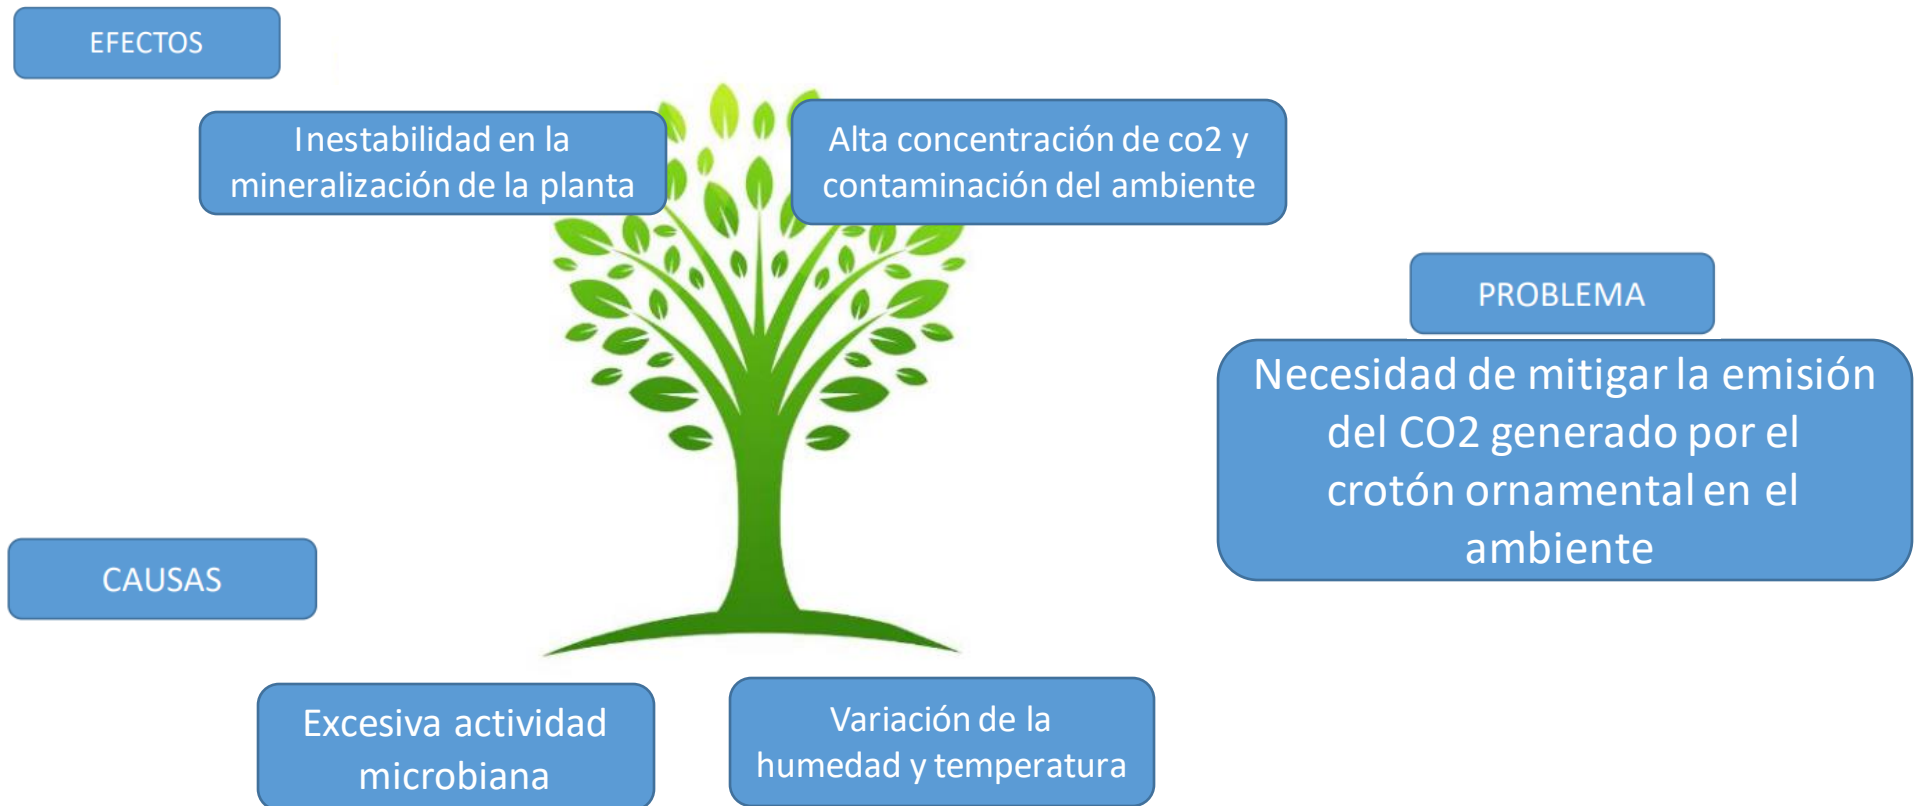 EFECTOS
Inestabilidad en la
mineralización de la planta
Alta concentración de co2 y
contaminación del ambiente
PROBLEMA
Necesidad de mitigar la emisión
del CO2 generado por el
crotón ornamental en el
ambiente
CAUSAS
Excesiva actividad
microbiana
Variación de la
humedad y temperatura